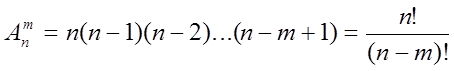 A_n^m = n(n−1)(n−2)...(n−m+1) = n!/(n−m)!